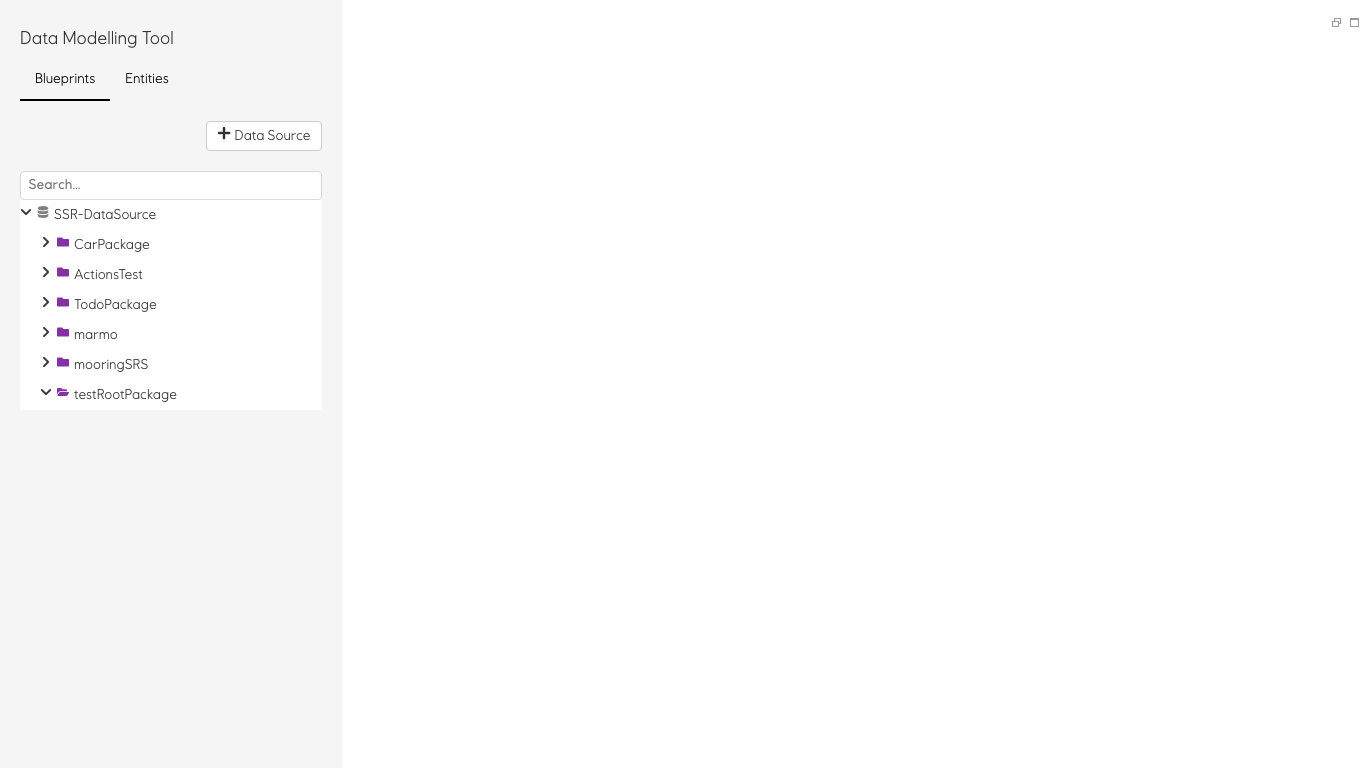 Data Modelling Tool
Blueprints Entities
Data Source
Search...
SSR-DataSource
CarPackage
ActionsTest
TodoPackage
marmo
mooringSRS
testRootPackage